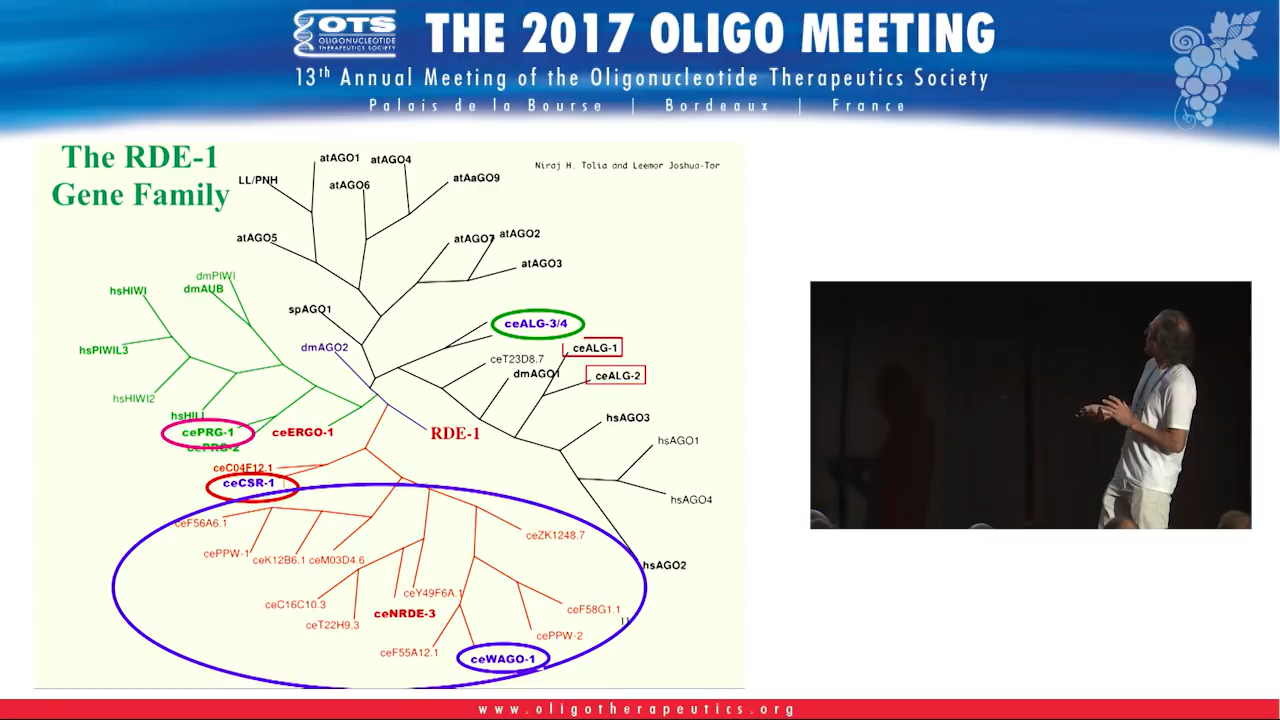 OTS
OLIGONUCLEOTIDE
THERAPEUTICS SOCIETY
THE 2017 OLIGO MEETING
13th Annual Meeting of the Oligonucleotide Therapeutics Society
Palais de la Bourse | Bordeaux | France
The RDE-1
Gene Family
Niraj H. Tolia and Leemor Joshua-Tor
atAGO1
atAGO4
LL/PNH
atAGO6
atAaGO9
atAGO5
atAGO7
atAGO2
atAGO3
dmPIWI
dmAUB
hsHIWI
spAGO1
ceALG-3/4
hsPIWIL3
dmAGO2
ceALG-1
ceT23D8.7
dmAGO1
ceALG-2
hsHIWI2
hsHILI
hsAGO3
cePRG-1
ceERGO-1
RDE-1
hsAGO1
cePRG-2
ceC04F12.1
ceCSR-1
hsAGO4
ceF56A6.1
ceZK1248.7
cePPW-1
ceK12B6.1
ceM03D4.6
hsAGO2
ceY49F6A.1
ceC16C10.3
ceNRDE-3
ceF58G1.1
ceT22H9.3
cePPW-2
ceF55A12.1
ceWAGO-1
www.oligotherapeutics.org